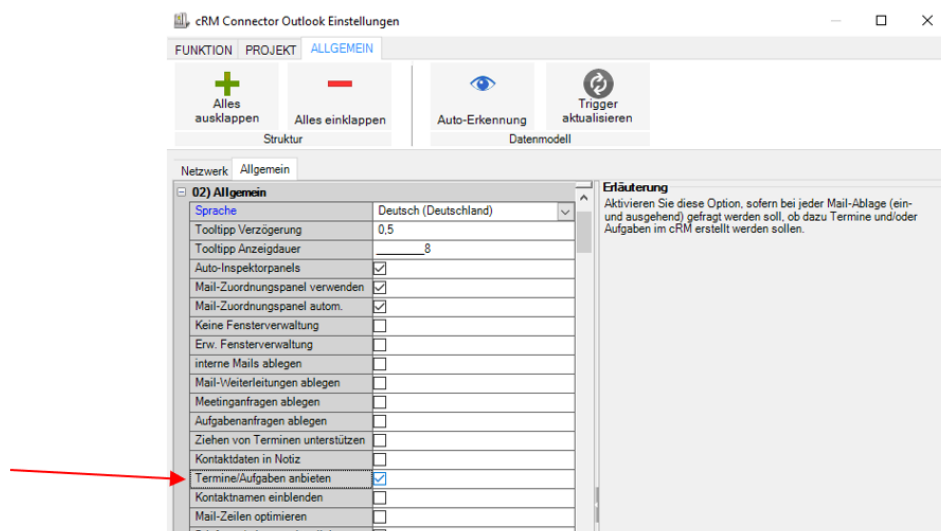 cRM Connector Outlook Einstellungen
FUNKTION PROJEKT ALLGEMEIN
Alles
ausklappen
Alles einklappen
Struktur
Auto-Erkennung
Trigger
aktualisieren
Datenmodell
Netzwerk Allgemein
02) Allgemein
Sprache Deutsch (Deutschland)
Tooltipp Verzögerung 0,5
Tooltipp Anzeigdauer ________8
Auto-Inspektorpanels
Mail-Zuordnungspanel verwenden
Mail-Zuordnungspanel autom.
Keine Fensterverwaltung
Erw. Fensterverwaltung
interne Mails ablegen
Mail-Weiterleitungen ablegen
Meetinganfragen ablegen
Aufgabenanfragen ablegen
Ziehen von Terminen unterstützen
Kontaktdaten in Notiz
Termine/Aufgaben anbieten
Kontaktnamen einblenden
Mail-Zeilen optimieren
Erläuterung
Aktivieren Sie diese Option, sofern bei jeder Mail-Ablage (ein-
und ausgehend) gefragt werden soll, ob dazu Termine und/oder
Aufgaben im cRM erstellt werden sollen.